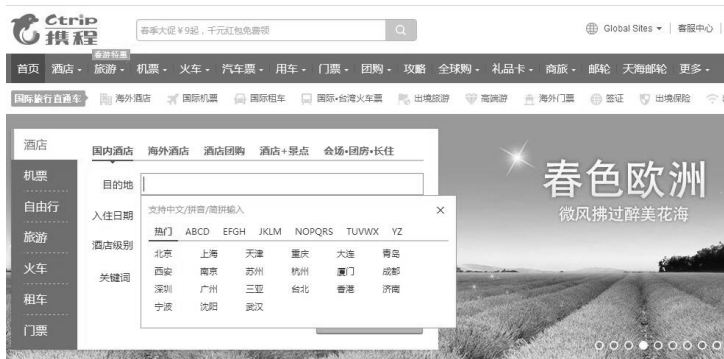 Ctrip
携程
春季大促￥9起，千元红包免费领
Global Sites 客服中心
春游特惠
首页 酒店 旅游 机票 火车 汽车票 用车 门票 团购 攻略 全球购 礼品卡 商旅 邮轮 天海邮轮 更多
国际旅行直通车 海外酒店 国际机票 国际租车 国际•台湾火车票 出境旅游 高端游 海外门票 签证 出境保险
酒店
机票
自由行
旅游
火车
租车
门票
国内酒店 海外酒店 酒店团购 酒店+景点 会场•团房•长住
目的地
入住日期
酒店级别
关键词
支持中文/拼音/简拼输入
热门 ABCD EFGH JKLM NOPQRS TUVWX YZ
北京 上海 天津 重庆 大连 青岛
西安 南京 苏州 杭州 厦门 成都
深圳 广州 三亚 台北 香港 济南
宁波 沈阳 武汉
春色欧洲
微风拂过醉美花海